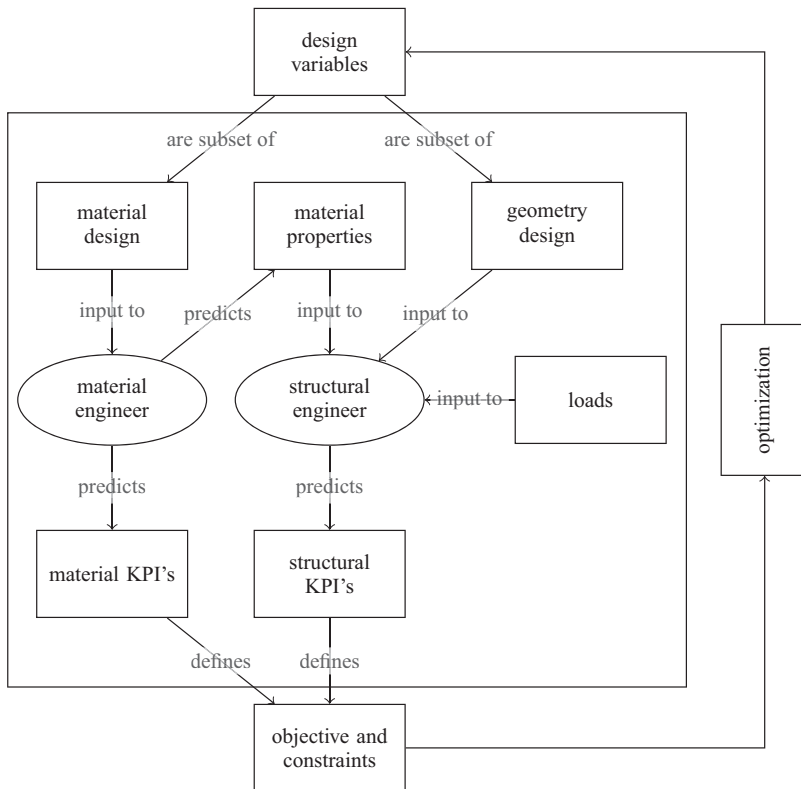 design
variables
are subset of
are subset of
material
design
material
properties
geometry
design
input to
predicts
input to
input to
material
engineer
structural
engineer
input to
loads
optimization
predicts
predicts
material KPI's
structural
KPI's
defines
defines
objective and
constraints